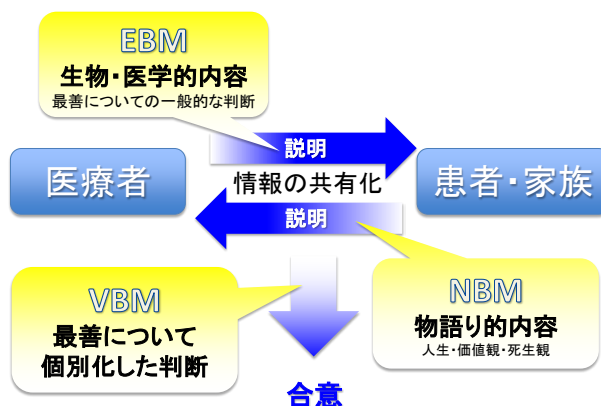 EBM
生物・医学的内容
最善についての一般的な判断
説明
医療者
情報の共有化
患者・家族
説明
VBM
最善について
個別化した判断
NBM
物語り的内容
人生・価値観・死生観
合意